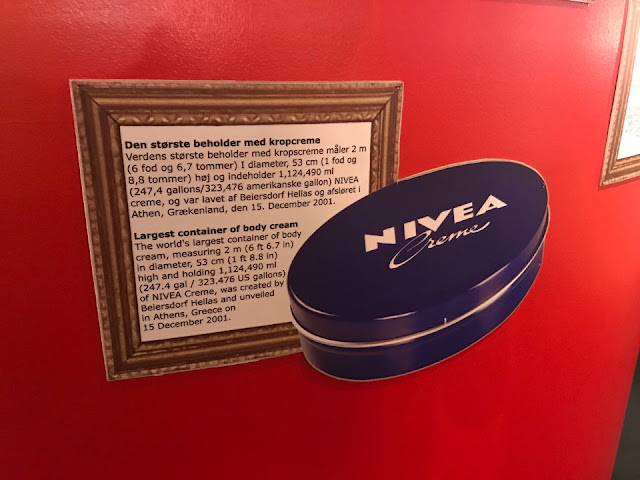 Den største beholder med kropcreme
Verdens største beholder med kropscreme måler 2 m
(6 fod og 6,7 tommer) I diameter, 53 cm (1 fod og
8,8 tommer) høj og indeholder 1,124,490 ml
(247,4 gallons/323,476 amerikanske gallon) NIVEA
creme, og var lavet af Beiersdorf Hellas og afsløret i
Athen, Grækenland, den 15. December 2001.
Largest container of body cream
The world's largest container of body
cream, measuring 2 m (6 ft 6.7 in)
in diameter, 53 cm (1 ft 8.8 in)
high and holding 1,124,490 ml
(247.4 gal / 323.476 US gallons)
of NIVEA Creme, was created by
Beiersdorf Hellas and unveiled
in Athens, Greece on
15 December 2001.
NIVEA
Creme